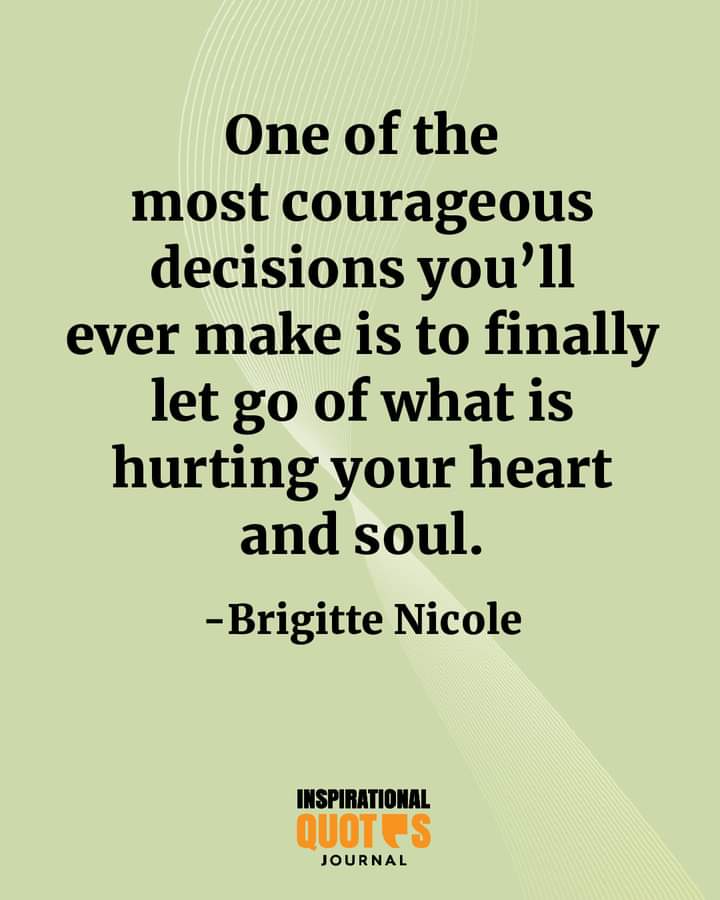 One of the
most courageous
decisions you’ll
ever make is to finally
let go of what is
hurting your heart
and soul.
-Brigitte Nicole
INSPIRATIONAL
QUOTES
JOURNAL